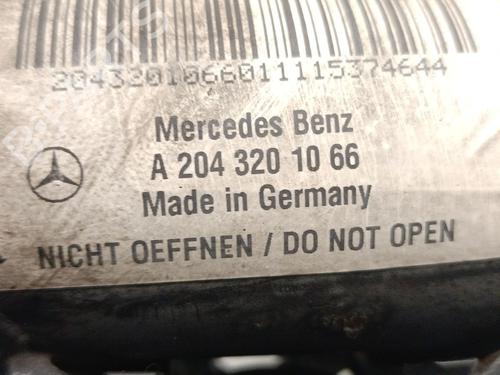 2043201066011115374644
Mercedes Benz
A 204 320 10 66
Made in Germany
NICHT OEFFNEN / DO NOT OPEN